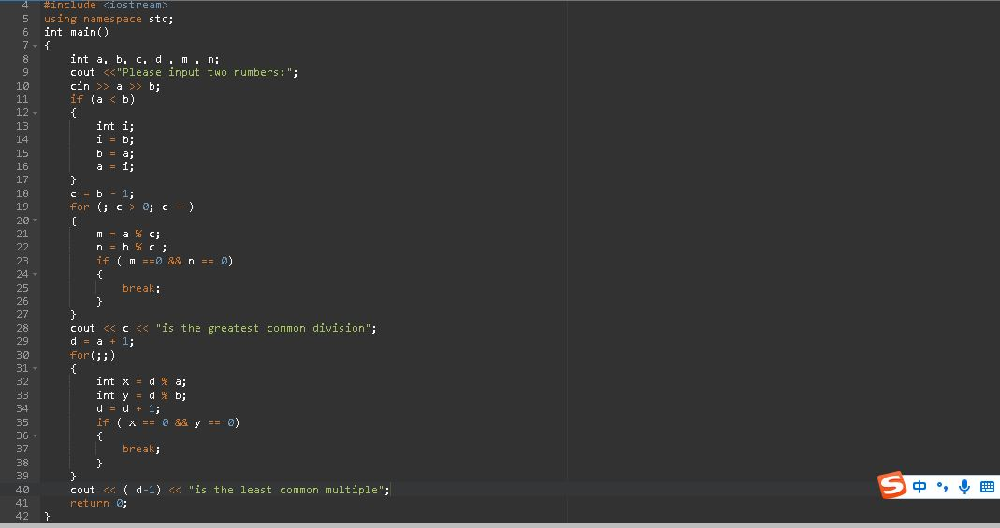 4 #include <iostream>
5 using namespace std;
6 int main()
7 {
8     int a, b, c, d , m , n;
9     cout <<"Please input two numbers:";
10     cin >> a >> b;
11     if (a < b)
12     {
13         int i;
14         i = b;
15         b = a;
16         a = i;
17     }
18     c = b - 1;
19     for (; c > 0; c --)
20     {
21         m = a % c;
22         n = b % c ;
23         if ( m ==0 && n == 0)
24         {
25             break;
26         }
27     }
28     cout << c << "is the greatest common division";
29     d = a + 1;
30     for(;;)
31     {
32         int x = d % a;
33         int y = d % b;
34         d = d + 1;
35         if ( x == 0 && y == 0)
36         {
37             break;
38         }
39     }
40     cout << ( d-1) << "is the least common multiple";
41     return 0;
42 }
S 中 °,